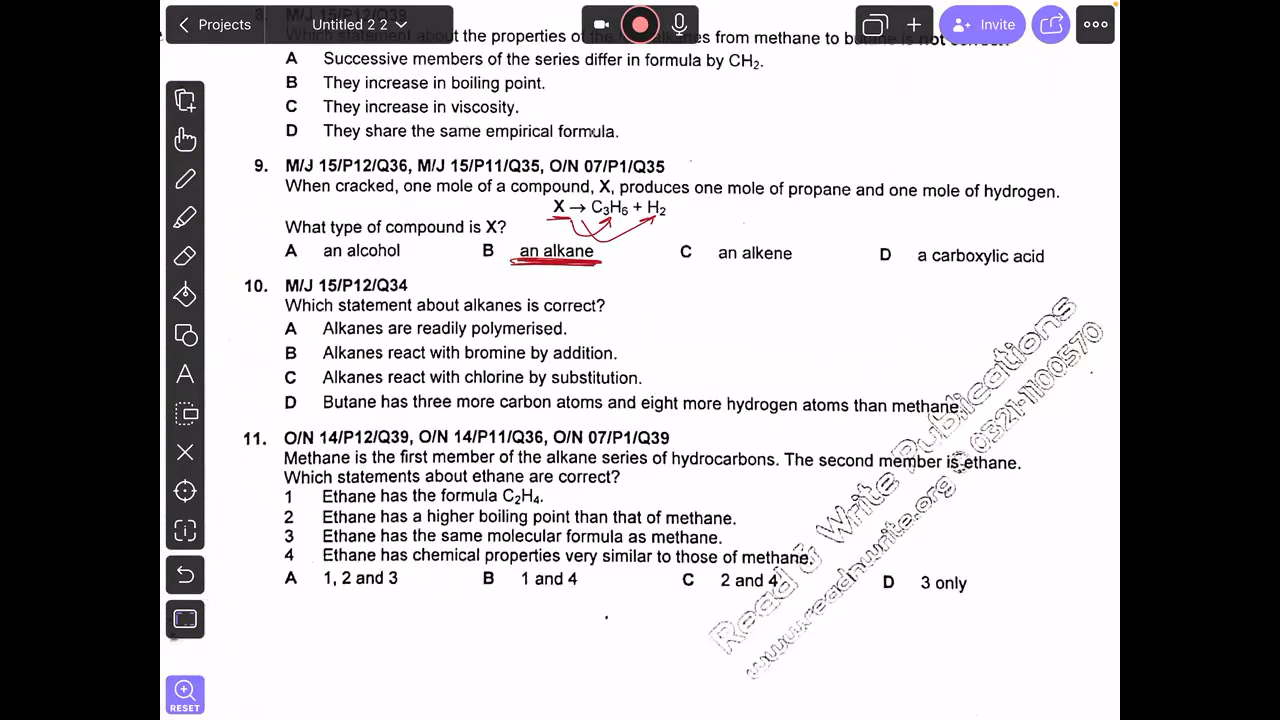 Projects
Untitled 2 2
Invite
8. M/J 15/P12/Q39
Which statement about the properties of the alkanes from methane to butane is not correct?
A Successive members of the series differ in formula by CH₂.
B They increase in boiling point.
C They increase in viscosity.
D They share the same empirical formula.
9. M/J 15/P12/Q36, M/J 15/P11/Q35, O/N 07/P1/Q35
When cracked, one mole of a compound, X, produces one mole of propane and one mole of hydrogen.
X → C₃H₆ + H₂
What type of compound is X?
A an alcohol B an alkane C an alkene D a carboxylic acid
10. M/J 15/P12/Q34
Which statement about alkanes is correct?
A Alkanes are readily polymerised.
B Alkanes react with bromine by addition.
C Alkanes react with chlorine by substitution.
D Butane has three more carbon atoms and eight more hydrogen atoms than methane.
11. O/N 14/P12/Q39, O/N 14/P11/Q36, O/N 07/P1/Q39
Methane is the first member of the alkane series of hydrocarbons. The second member is ethane.
Which statements about ethane are correct?
1 Ethane has the formula C₂H₄.
2 Ethane has a higher boiling point than that of methane.
3 Ethane has the same molecular formula as methane.
4 Ethane has chemical properties very similar to those of methane.
A 1, 2 and 3 B 1 and 4 C 2 and 4 D 3 only
Read & Write Publications
www.readnwrite.org © 0321-1100570
A
RESET